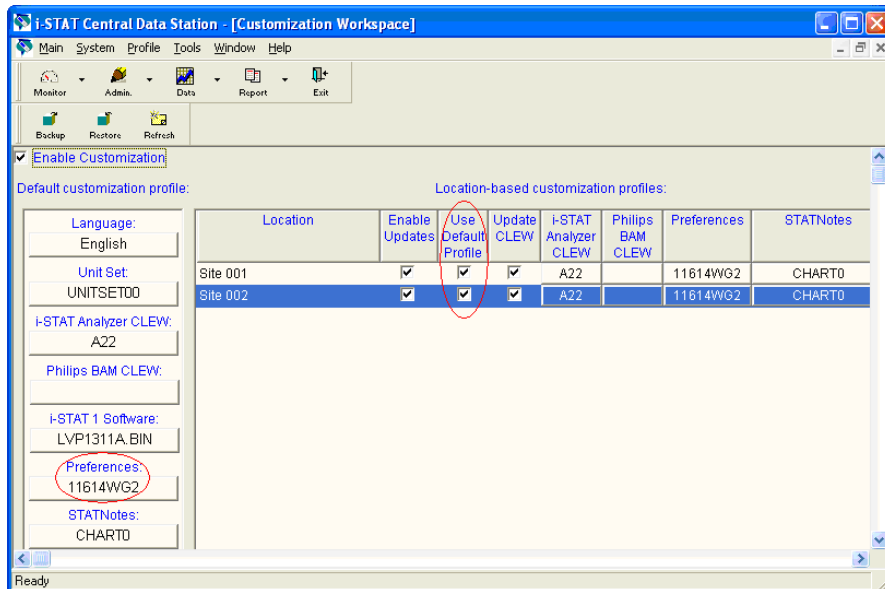 i-STAT Central Data Station - [Customization Workspace]
Main System Profile Tools Window Help
Monitor Admin. Data Report Exit
Backup Restore Refresh
Enable Customization
Default customization profile: Location-based customization profiles:
Language:
English
Unit Set:
UNITSET00
i-STAT Analyzer CLEW:
A22
Philips BAM CLEW:
i-STAT 1 Software:
LVP1311A.BIN
Preferences:
11614WG2
STATNotes:
CHART0
Location Enable Updates Use Default Profile Update CLEW i-STAT Analyzer CLEW Philips BAM CLEW Preferences STATNotes
Site 001 A22 11614WG2 CHART0
Site 002 A22 11614WG2 CHART0
Ready